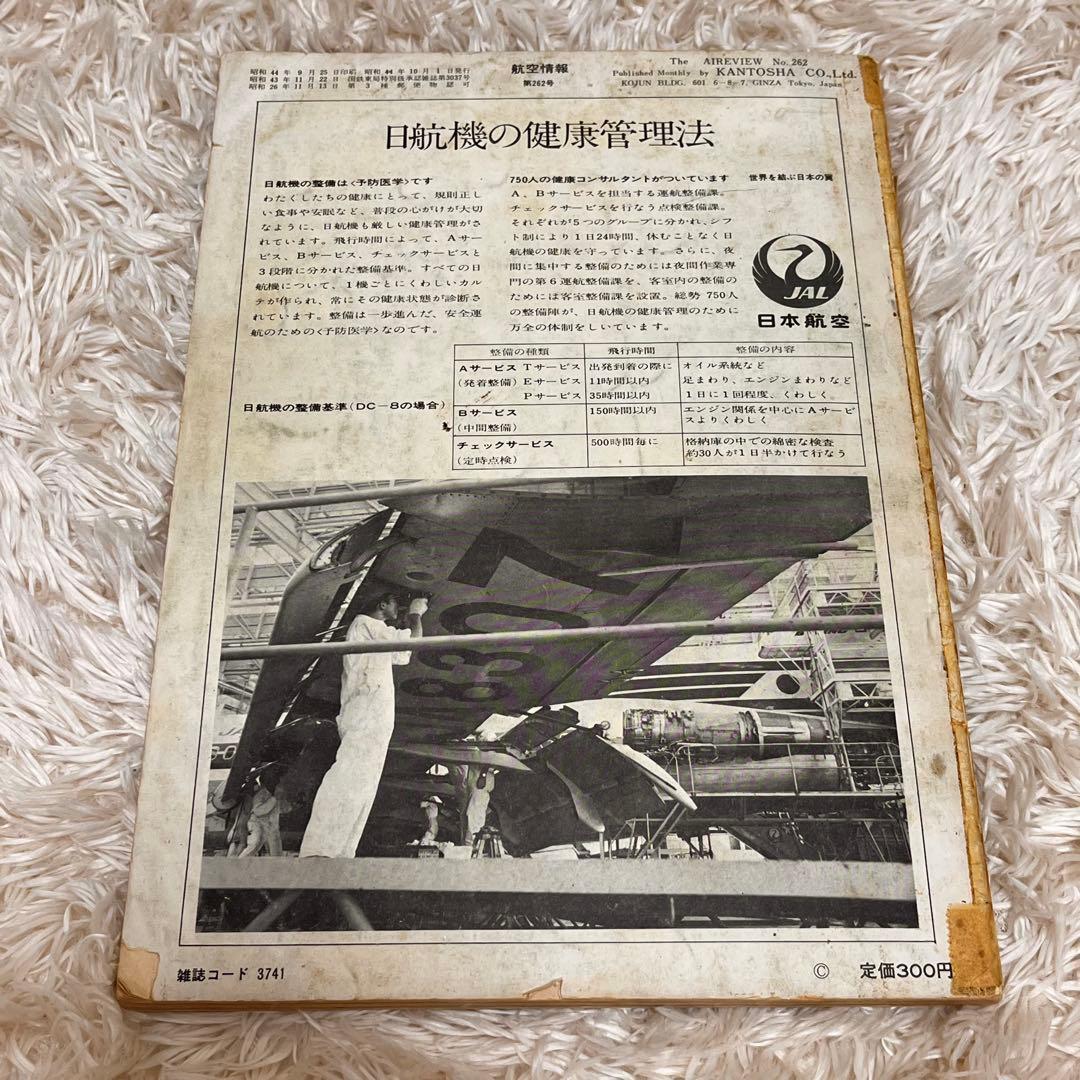 昭和44年9月25日印刷 昭和44年10月1日発行
昭和43年11月22日 国鉄東局特別扱承認雑誌第3037号
昭和26年11月13日 第3種郵便物認可
航空情報
第262号
The AIREVIEW No.262
Published Monthly by KANTOSHA CO.,Ltd.
KOJUN BLDG. 601 6-8-7, GINZA Tokyo, Japan
日航機の健康管理法
日航機の整備は〈予防医学〉です
わたくしたちの健康にとって、規則正し
い食事や安眠など、普段の心がけが大切
なように、日航機も厳しい健康管理がさ
れています。飛行時間によって、Aサー
ビス、Bサービス、チェックサービスと
3段階に分かれた整備基準。すべての日
航機について、1機ごとにくわしいカル
テが作られ、常にその健康状態が診断さ
れています。整備は一歩進んだ、安全運
航のための〈予防医学〉なのです。
750人の健康コンサルタントがついています
A、Bサービスを担当する運航整備課。
チェックサービスを行なう点検整備課。
それぞれが5つのグループに分かれ、シフ
ト制により1日24時間、休むことなく日
航機の健康を守っています。さらに、夜
間に集中する整備のためには夜間作業専
門の第6運航整備課を、客室内の整備の
ためには客室整備課を設置。総勢750人
の整備陣が、日航機の健康管理のために
万全の体制をしいています。
世界を結ぶ日本の翼
JAL
日本航空
日航機の整備基準(DC-8の場合)
整備の種類 飛行時間 整備の内容
Aサービス Tサービス 出発到着の際に オイル系統など
(発着整備) Eサービス 11時間以内 足まわり、エンジンまわりなど
Pサービス 35時間以内 1日に1回程度、くわしく
Bサービス 150時間以内 エンジン関係を中心にAサービ
(中間整備) スよりくわしく
チェックサービス 500時間毎に 格納庫の中での綿密な検査
(定時点検) 約30人が1日半かけて行なう
8307
雑誌コード 3741
© 定価300円